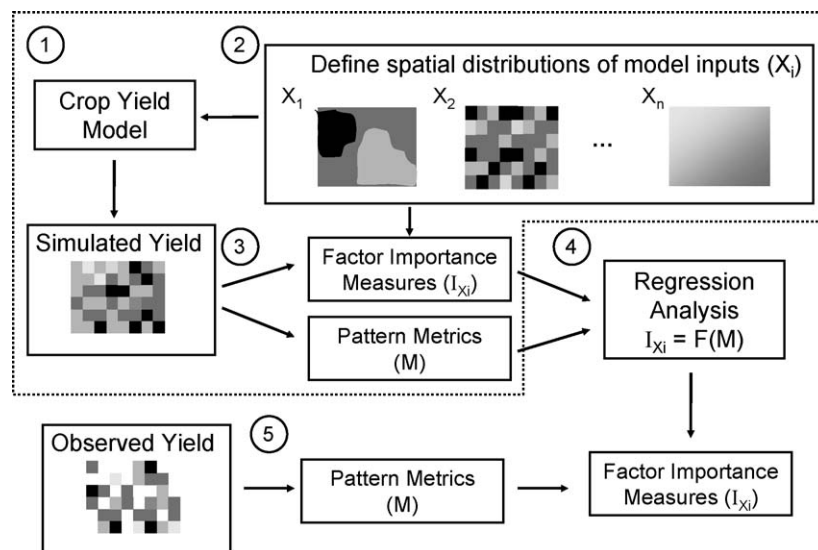 1
2
Define spatial distributions of model inputs (Xi)
X1
X2
...
Xn
Crop Yield
Model
Simulated Yield
3
Factor Importance
Measures (IXi)
Pattern Metrics
(M)
4
Regression
Analysis
IXi = F(M)
Observed Yield
5
Pattern Metrics
(M)
Factor Importance
Measures (IXi)